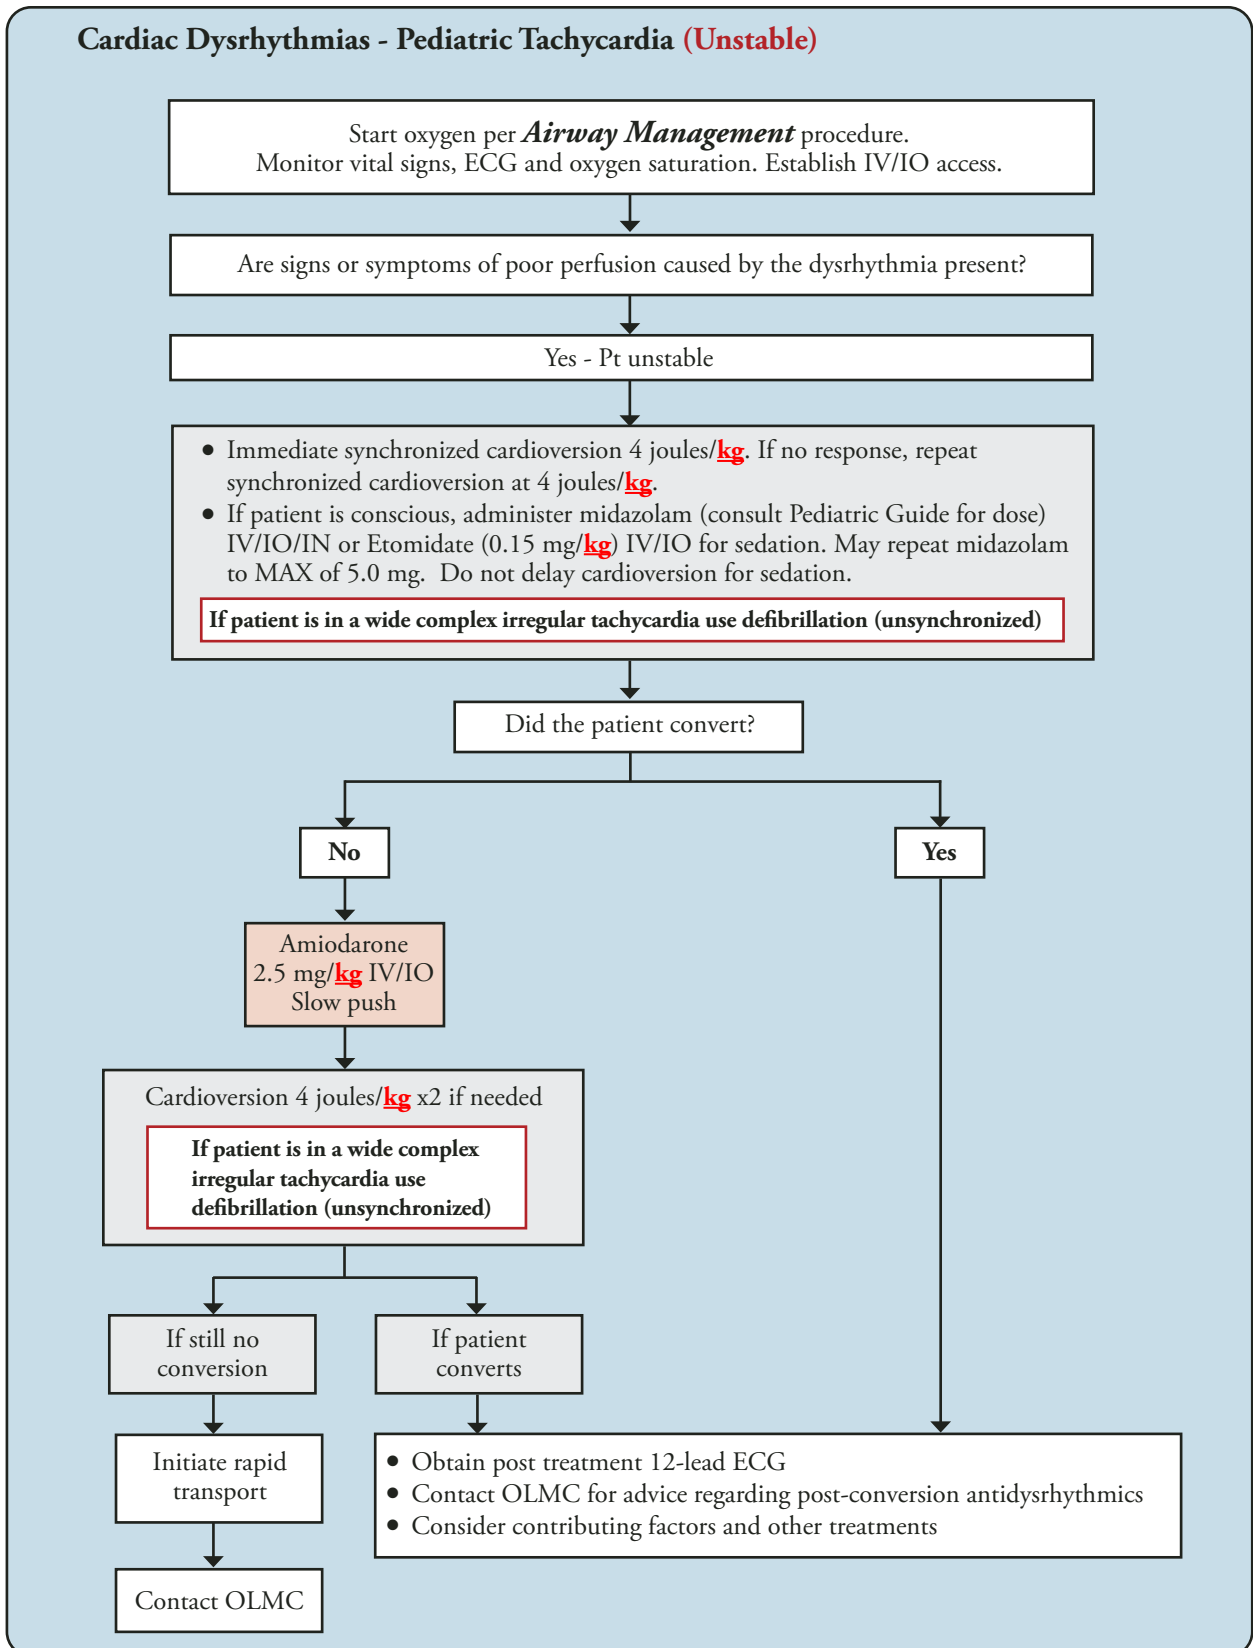 Cardiac Dysrhythmias - Pediatric Tachycardia (Unstable)
Start oxygen per Airway Management procedure.
Monitor vital signs, ECG and oxygen saturation. Establish IV/IO access.
Are signs or symptoms of poor perfusion caused by the dysrhythmia present?
Yes - Pt unstable
• Immediate synchronized cardioversion 4 joules/kg. If no response, repeat
synchronized cardioversion at 4 joules/kg.
• If patient is conscious, administer midazolam (consult Pediatric Guide for dose)
IV/IO/IN or Etomidate (0.15 mg/kg) IV/IO for sedation. May repeat midazolam
to MAX of 5.0 mg.  Do not delay cardioversion for sedation.
If patient is in a wide complex irregular tachycardia use defibrillation (unsynchronized)
Did the patient convert?
No
Yes
Amiodarone
2.5 mg/kg IV/IO
Slow push
Cardioversion 4 joules/kg x2 if needed
If patient is in a wide complex
irregular tachycardia use
defibrillation (unsynchronized)
If still no
conversion
If patient
converts
Initiate rapid
transport
• Obtain post treatment 12-lead ECG
• Contact OLMC for advice regarding post-conversion antidysrhythmics
• Consider contributing factors and other treatments
Contact OLMC